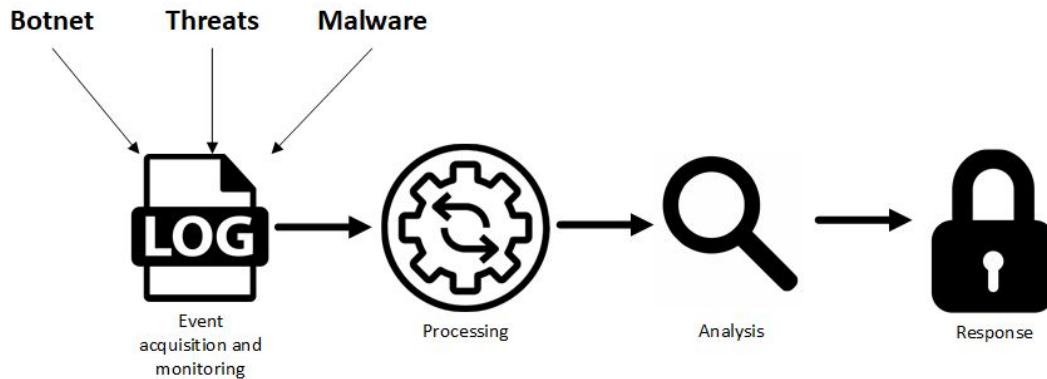 Botnet
Threats
Malware
LOG
Event
acquisition and
monitoring
Processing
Analysis
Response